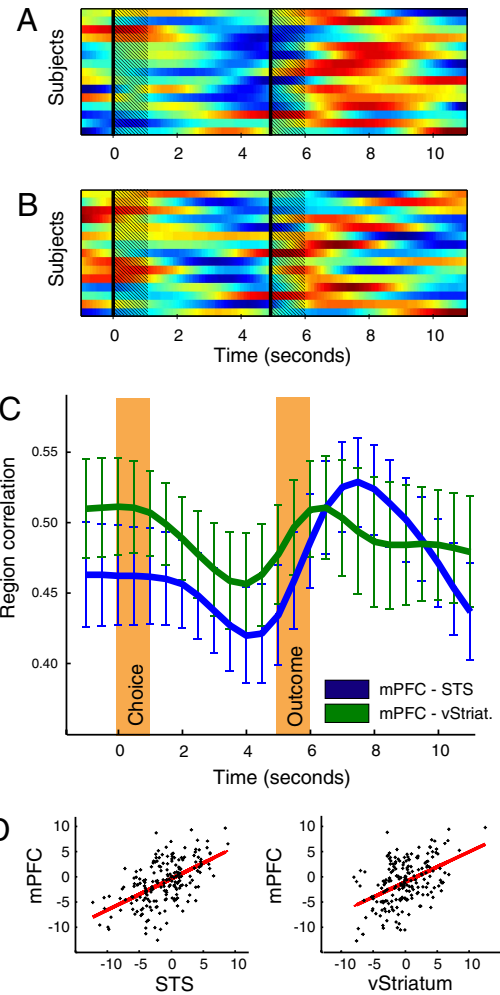 A
Subjects
0 2 4 6 8 10
B
Subjects
0 2 4 6 8 10
Time (seconds)
C
Region correlation
0.55
0.50
0.45
0.40
Choice
Outcome
mPFC - STS
mPFC - vStriat.
0 2 4 6 8 10
Time (seconds)
D
mPFC
10
5
0
-5
-10
-10 -5 0 5 10
STS
mPFC
10
5
0
-5
-10
-10 -5 0 5 10
vStriatum